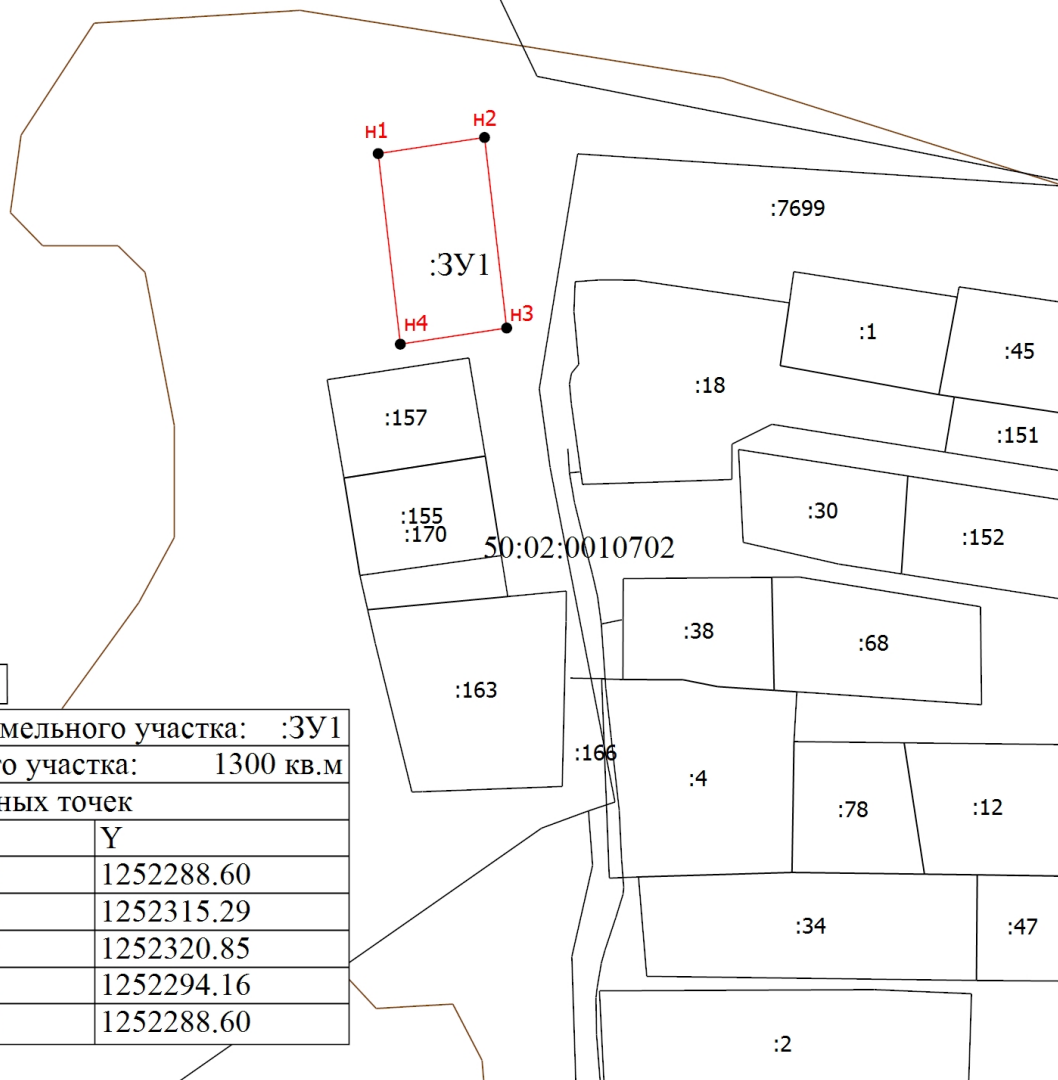 н1
н2
:7699
:ЗУ1
н3
н4
:1
:45
:18
:157
:151
:155
:170
:30
:152
50:02:0010702
:38
:68
:163
:166
:4
:78
:12
:34
:47
:2
мельного участка: :ЗУ1
о участка: 1300 кв.м
ных точек
Y
1252288.60
1252315.29
1252320.85
1252294.16
1252288.60